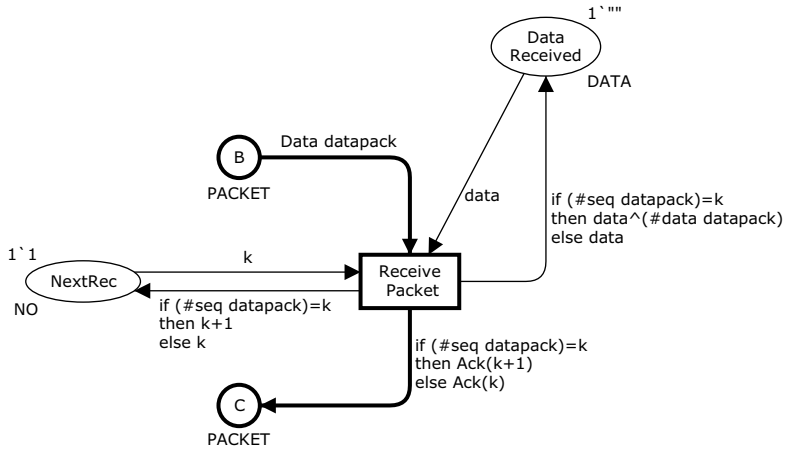 1`""
Data
Received
DATA
Data datapack
B
PACKET
data
if (#seq datapack)=k
then data^(#data datapack)
else data
1`1
NextRec
NO
k
Receive
Packet
if (#seq datapack)=k
then k+1
else k
if (#seq datapack)=k
then Ack(k+1)
else Ack(k)
C
PACKET